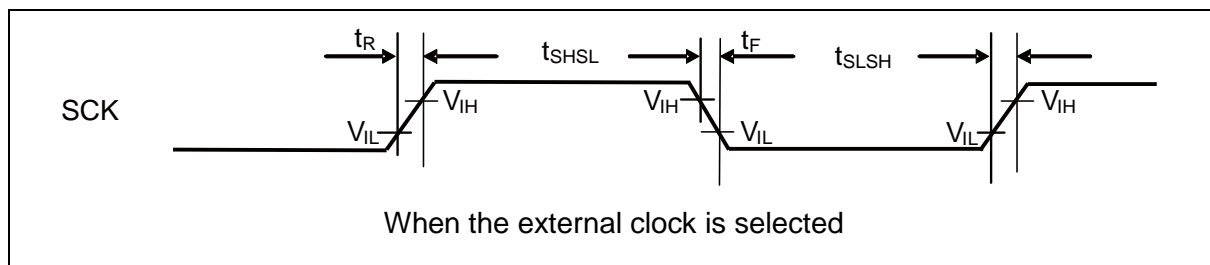 tR tSHSL tF tSLSH
SCK
VIH VIH VIH
VIL VIL VIL
When the external clock is selected